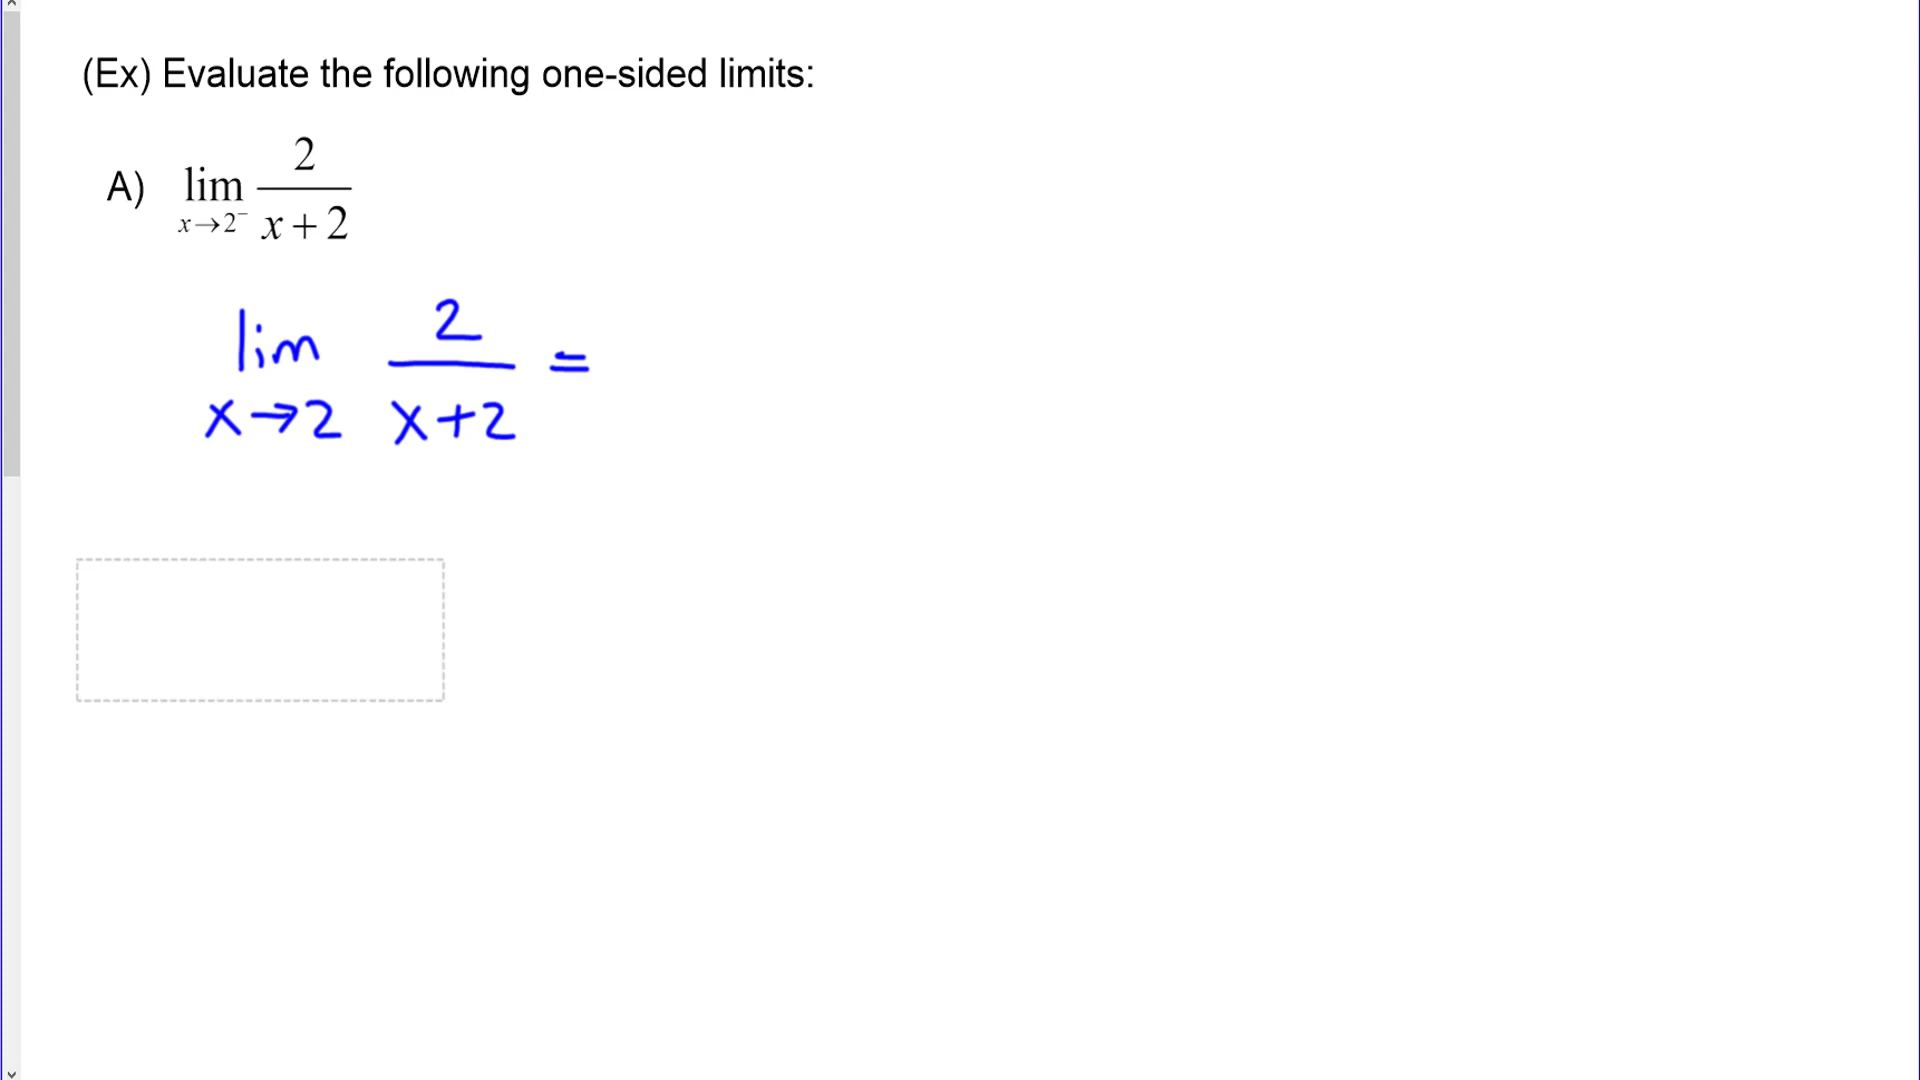 (Ex) Evaluate the following one-sided limits:
2
A) lim
x→2⁻ x+2
2
lim =
x→2 x+2